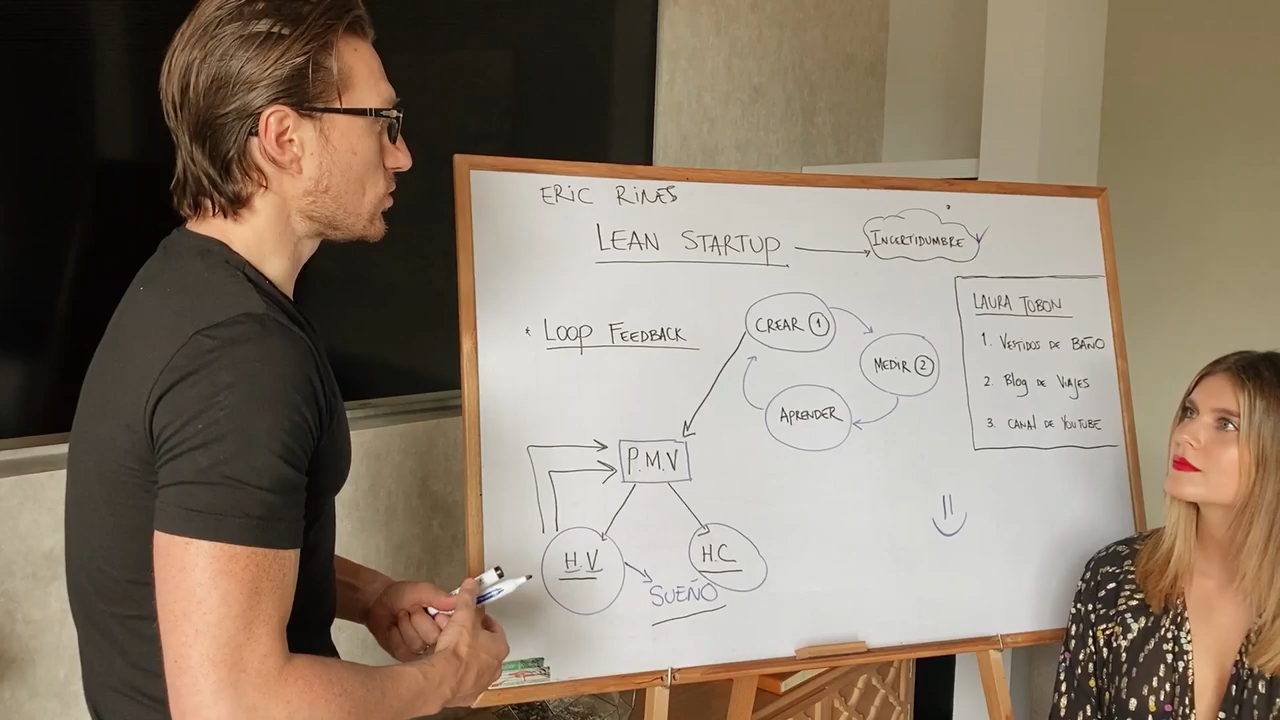 ERIC RIMES
LEAN STARTUP
INCERTIDUMBRE
* LOOP FEEDBACK
CREAR 1
MEDIR 2
APRENDER
LAURA TOBON
1. VESTIDOS DE BAÑO
2. Blog DE VIAJES
3. CANAL DE YOUTUBE
P.M.V
H.V
H.C
SUEÑO